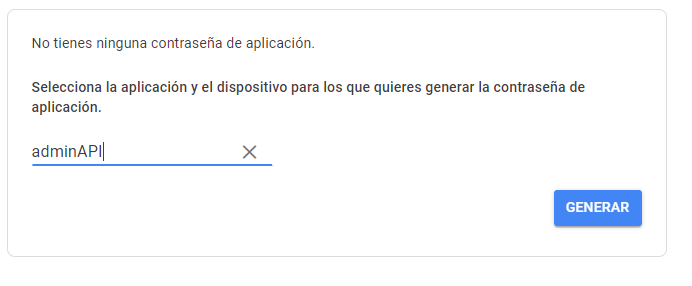 No tienes ninguna contraseña de aplicación.
Selecciona la aplicación y el dispositivo para los que quieres generar la contraseña de
aplicación.
adminAPI
GENERAR